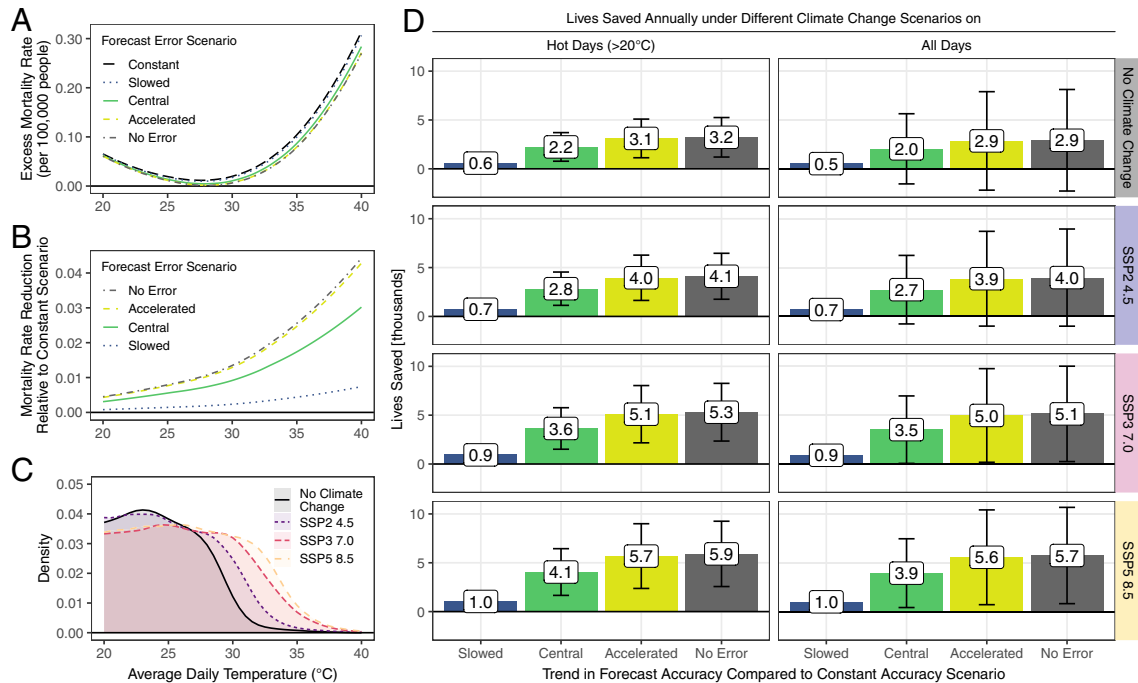 A
Forecast Error Scenario
Constant
Slowed
Central
Accelerated
No Error
Excess Mortality Rate
(per 100,000 people)
0.30
0.20
0.10
0.00
20
25
30
35
40
B
Forecast Error Scenario
No Error
Accelerated
Central
Slowed
Mortality Rate Reduction
Relative to Constant Scenario
0.04
0.03
0.02
0.01
0.00
20
25
30
35
40
C
No Climate
Change
SSP2 4.5
SSP3 7.0
SSP5 8.5
Density
0.05
0.04
0.03
0.02
0.01
0.00
20
25
30
35
40
Average Daily Temperature (°C)
D
Lives Saved Annually under Different Climate Change Scenarios on
Hot Days (>20°C)
All Days
Lives Saved [thousands]
10
5
0
0.6
2.2
3.1
3.2
0.5
2.0
2.9
2.9
No Climate Change
10
5
0
0.7
2.8
4.0
4.1
0.7
2.7
3.9
4.0
SSP2 4.5
10
5
0
0.9
3.6
5.1
5.3
0.9
3.5
5.0
5.1
SSP3 7.0
10
5
0
1.0
4.1
5.7
5.9
1.0
3.9
5.6
5.7
SSP5 8.5
Slowed
Central
Accelerated
No Error
Slowed
Central
Accelerated
No Error
Trend in Forecast Accuracy Compared to Constant Accuracy Scenario